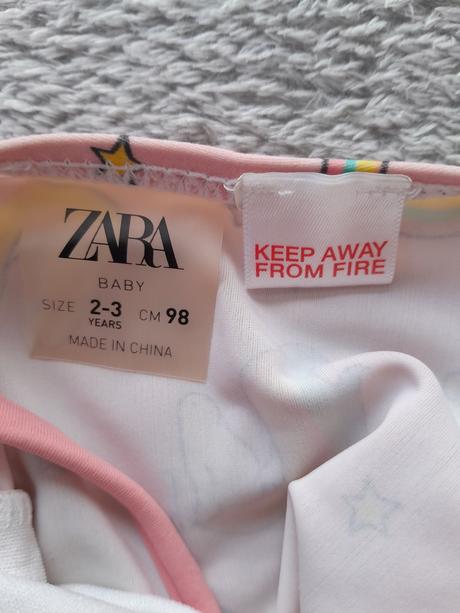 ZARA
BABY
SIZE 2-3 YEARS CM 98
MADE IN CHINA
KEEP AWAY
FROM FIRE